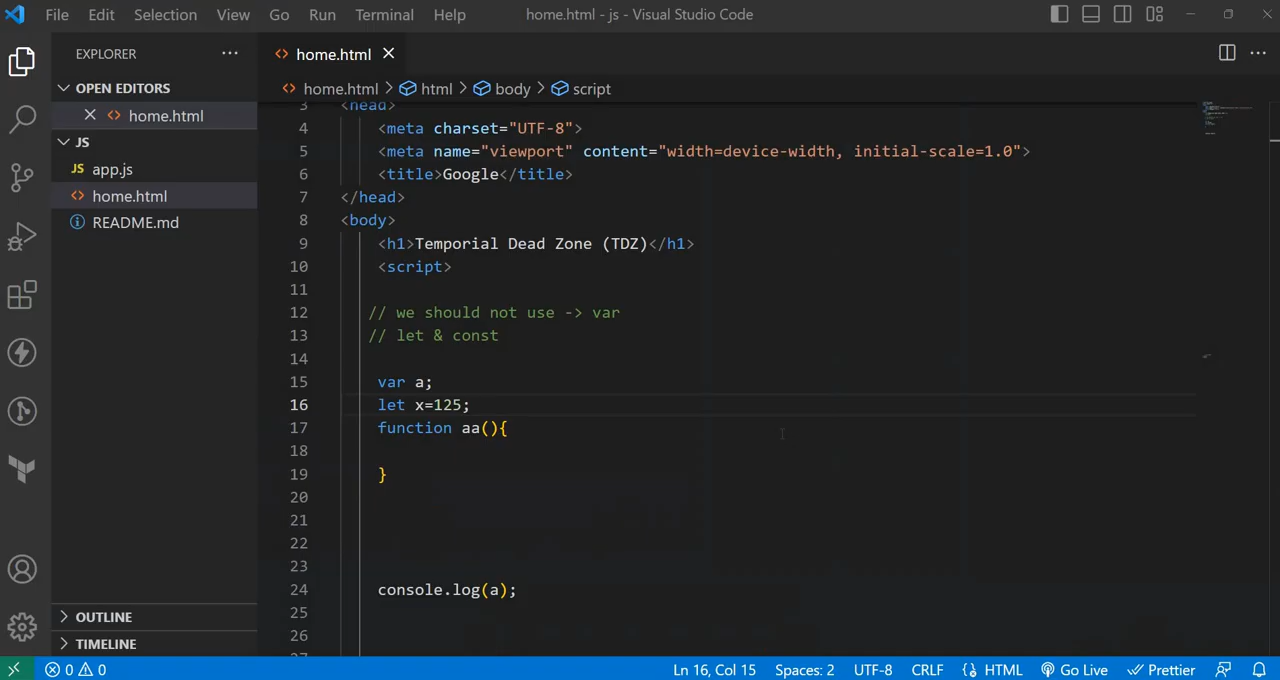 File Edit Selection View Go Run Terminal Help home.html - js - Visual Studio Code
EXPLORER
home.html
OPEN EDITORS
home.html
JS
JS app.js
home.html
README.md
OUTLINE
TIMELINE
home.html > html > body > script
3 <head>
4 <meta charset="UTF-8">
5 <meta name="viewport" content="width=device-width, initial-scale=1.0">
6 <title>Google</title>
7 </head>
8 <body>
9 <h1>Temporial Dead Zone (TDZ)</h1>
10 <script>
11
12 // we should not use -> var
13 // let & const
14
15 var a;
16 let x=125;
17 function aa(){
18
19 }
20
21
22
23
24 console.log(a);
25
26
27
0 0 Ln 16, Col 15 Spaces: 2 UTF-8 CRLF {} HTML Go Live Prettier